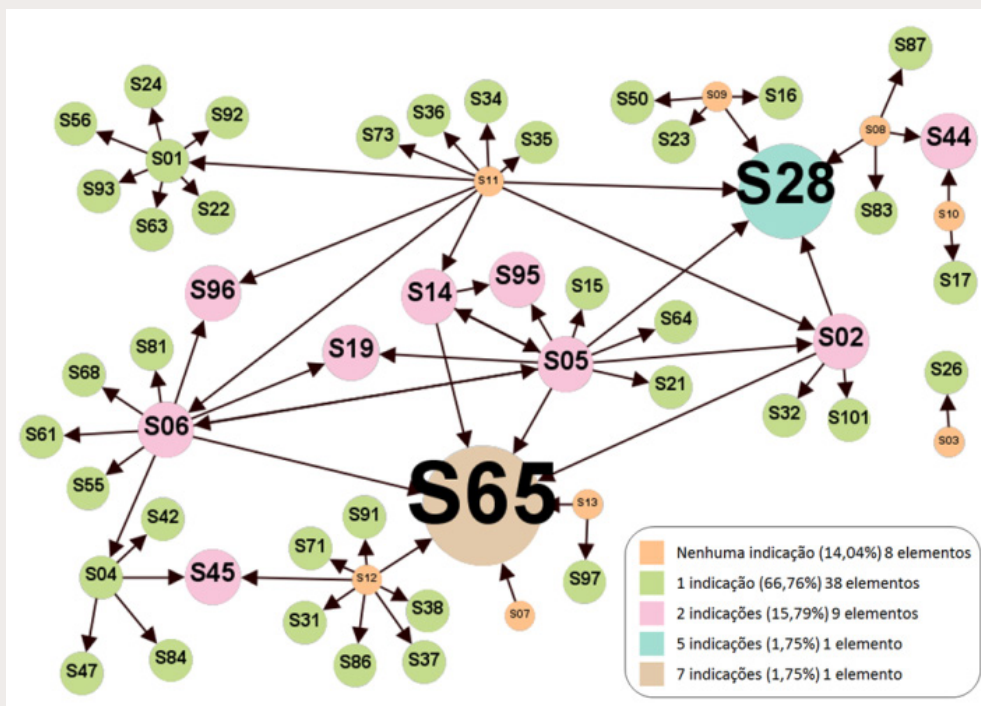 S87
S24
S34
S50
S09
S16
S36
S92
S56
S08
S73
S35
S23
S44
S01
S11
S28
S93
S22
S83
S10
S63
S17
S95
S15
S96
S14
S64
S02
S81
S19
S05
S26
S68
S21
S32
S101
S61
S06
S03
S55
S65
S13
S42
S91
S71
S45
S04
S12
S97
S38
S31
S07
S84
S86
S37
S47
Nenhuma indicação (14,04%) 8 elementos
1 indicação (66,76%) 38 elementos
2 indicações (15,79%) 9 elementos
5 indicações (1,75%) 1 elemento
7 indicações (1,75%) 1 elemento